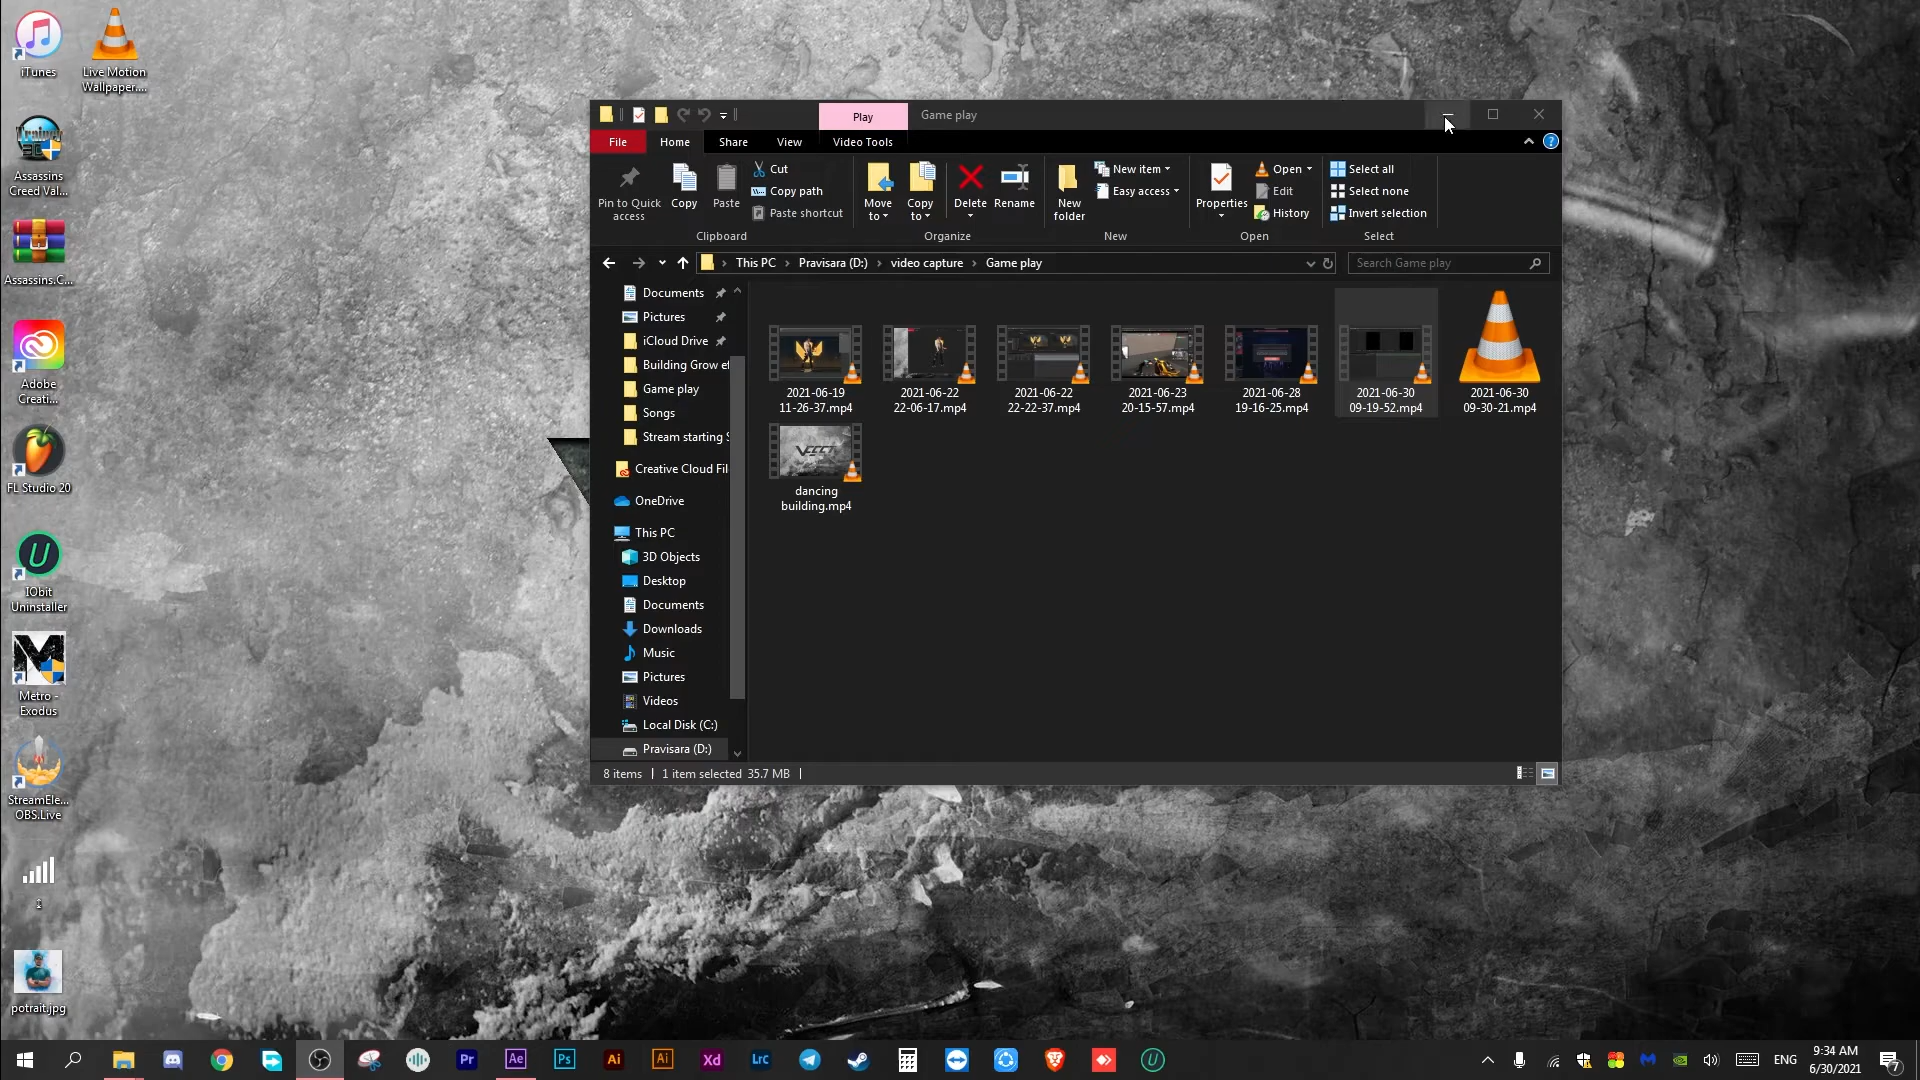 iTunes
Live Motion
Wallpaper....
Assassins
Creed Val...
Assassins.C...
Adobe
Creati...
FL Studio 20
IObit
Uninstaller
Metro -
Exodus
StreamEle...
OBS.Live
potrait.jpg
Play
Game play
File
Home
Share
View
Video Tools
Pin to Quick
access
Copy
Paste
Cut
Copy path
Paste shortcut
Clipboard
Move
to
Copy
to
Delete
Rename
Organize
New
folder
New item
Easy access
New
Properties
Open
Edit
History
Open
Select all
Select none
Invert selection
Select
This PC
Pravisara (D:)
video capture
Game play
Search Game play
Documents
Pictures
iCloud Drive
Building Grow ef
Game play
Songs
Stream starting S
Creative Cloud Fil
OneDrive
This PC
3D Objects
Desktop
Documents
Downloads
Music
Pictures
Videos
Local Disk (C:)
Pravisara (D:)
2021-06-19
11-26-37.mp4
2021-06-22
22-06-17.mp4
2021-06-22
22-22-37.mp4
2021-06-23
20-15-57.mp4
2021-06-28
19-16-25.mp4
2021-06-30
09-19-52.mp4
2021-06-30
09-30-21.mp4
dancing
building.mp4
8 items
1 item selected 35.7 MB
Pr
Ae
Ps
Ai
Ai
Xd
Lrc
ENG
9:34 AM
6/30/2021
7